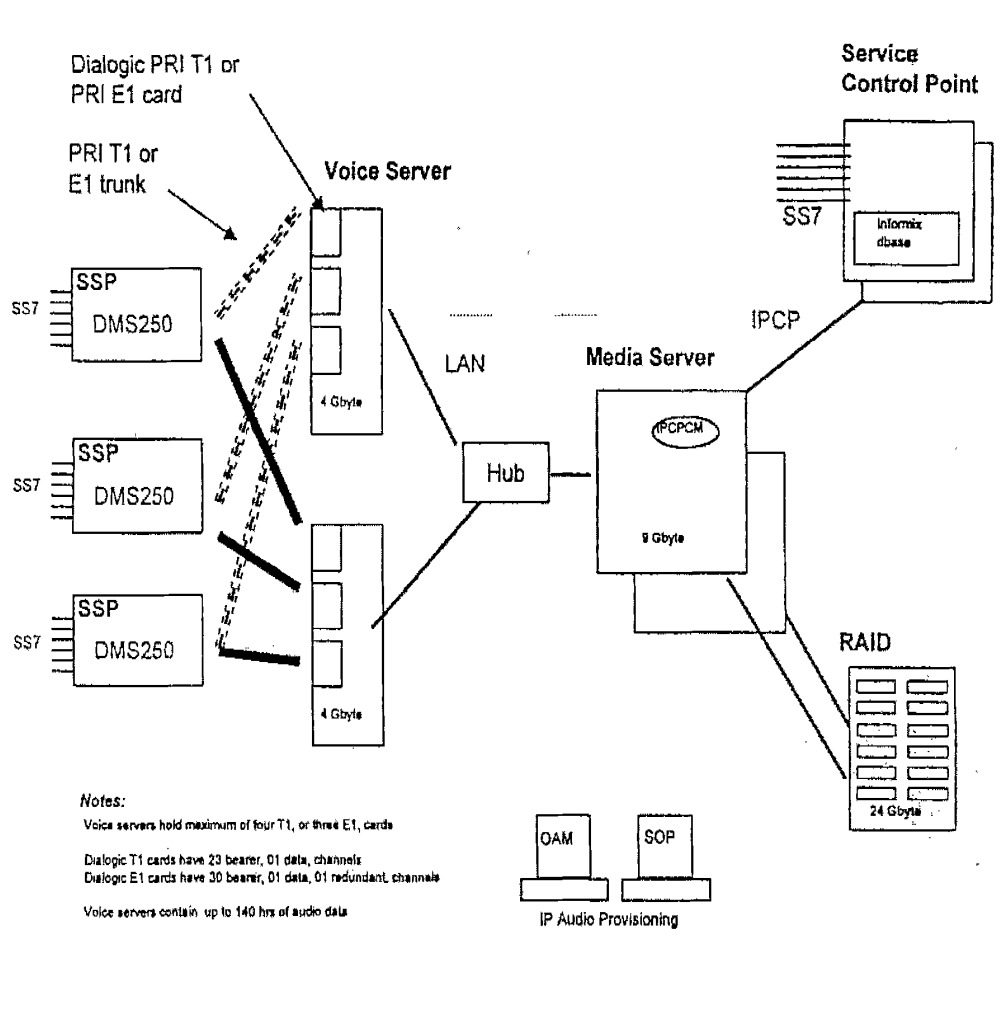 Dialogic PRI T1 or
PRI E1 card
PRI T1 or
E1 trunk
Voice Server
Service
Control Point
SS7
Informix
dbase
SSP
DMS250
SS7
4 Gbyte
LAN
IPCP
Media Server
IPCPCM
9 Gbyte
Hub
SSP
DMS250
SS7
SSP
DMS250
SS7
4 Gbyte
RAID
24 Gbyte
Notes:
Voice servers hold maximum of four T1, or three E1, cards
Dialogic T1 cards have 23 bearer, 01 data, channels
Dialogic E1 cards have 30 bearer, 01 data, 01 redundant, channels
Voice servers contain up to 140 hrs of audio data
OAM
SOP
IP Audio Provisioning